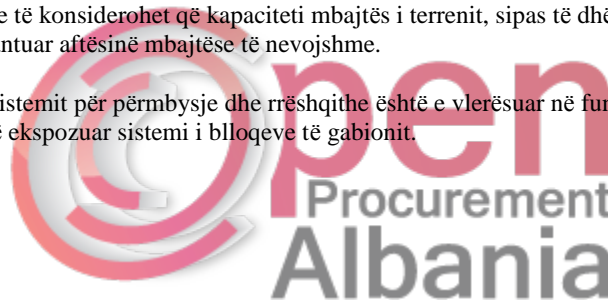 e të konsiderohet që kapaciteti mbajtës i terrenit, sipas të dhë
ntuar aftësinë mbajtëse të nevojshme.
istemit për përmbysje dhe rrëshqithe është e vlerësuar në fun
ë ekspozuar sistemi i blloqeve të gabionit.
Open
Procurement
Albania